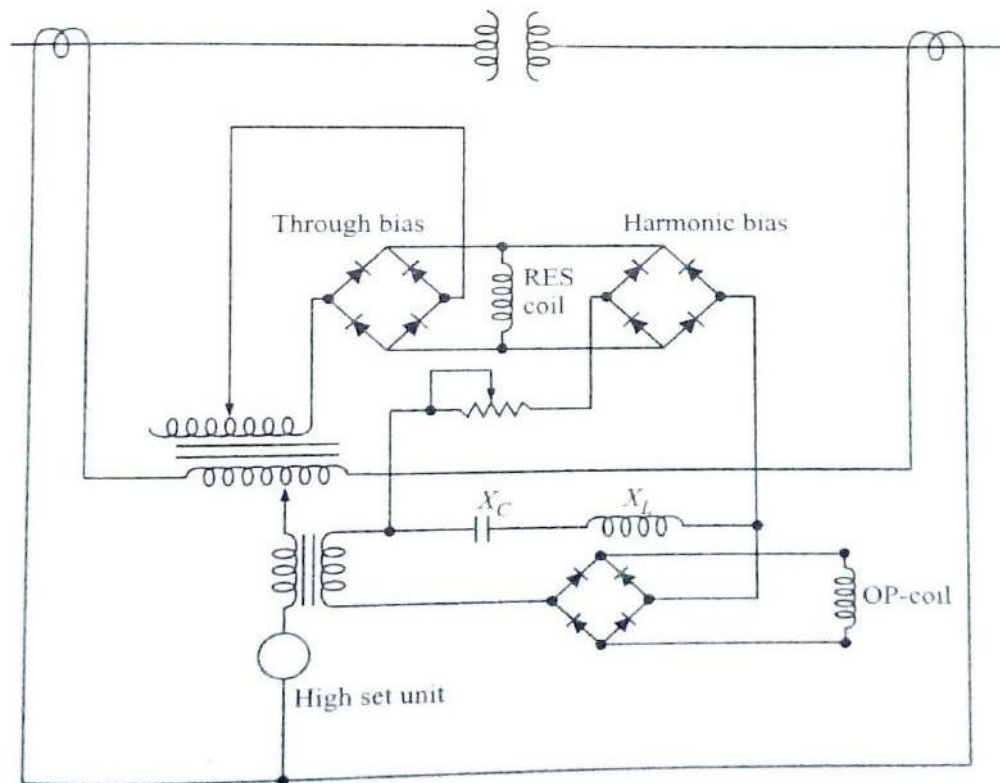 Through bias
Harmonic bias
RES
coil
X_C
X_L
OP-coil
High set unit